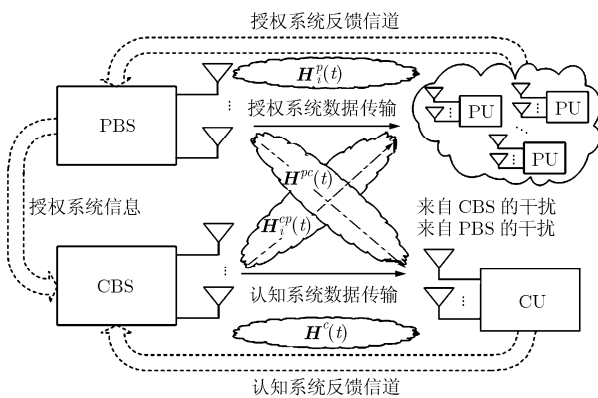 授权系统反馈信道
H_i^p(t)
PBS
授权系统数据传输
PU
PU
PU
H^{pc}(t)
授权系统信息
H_i^{cp}(t)
来自 CBS 的干扰
来自 PBS 的干扰
CBS
认知系统数据传输
CU
H^c(t)
认知系统反馈信道